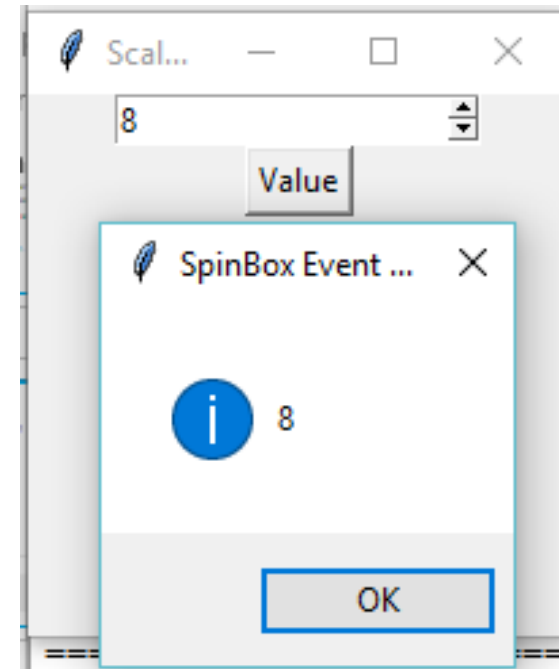 Scal...
8
Value
SpinBox Event ...
8
OK
===
==